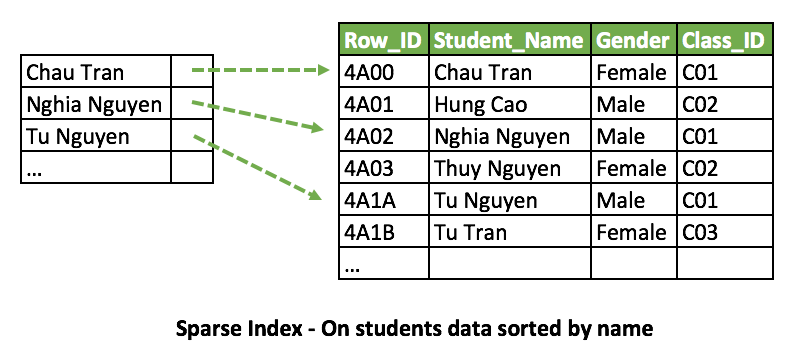 Row_ID Student_Name Gender Class_ID
Chau Tran 4A00 Chau Tran Female C01
Nghia Nguyen 4A01 Hung Cao Male C02
Tu Nguyen 4A02 Nghia Nguyen Male C01
... 4A03 Thuy Nguyen Female C02
4A1A Tu Nguyen Male C01
4A1B Tu Tran Female C03
...
Sparse Index - On students data sorted by name